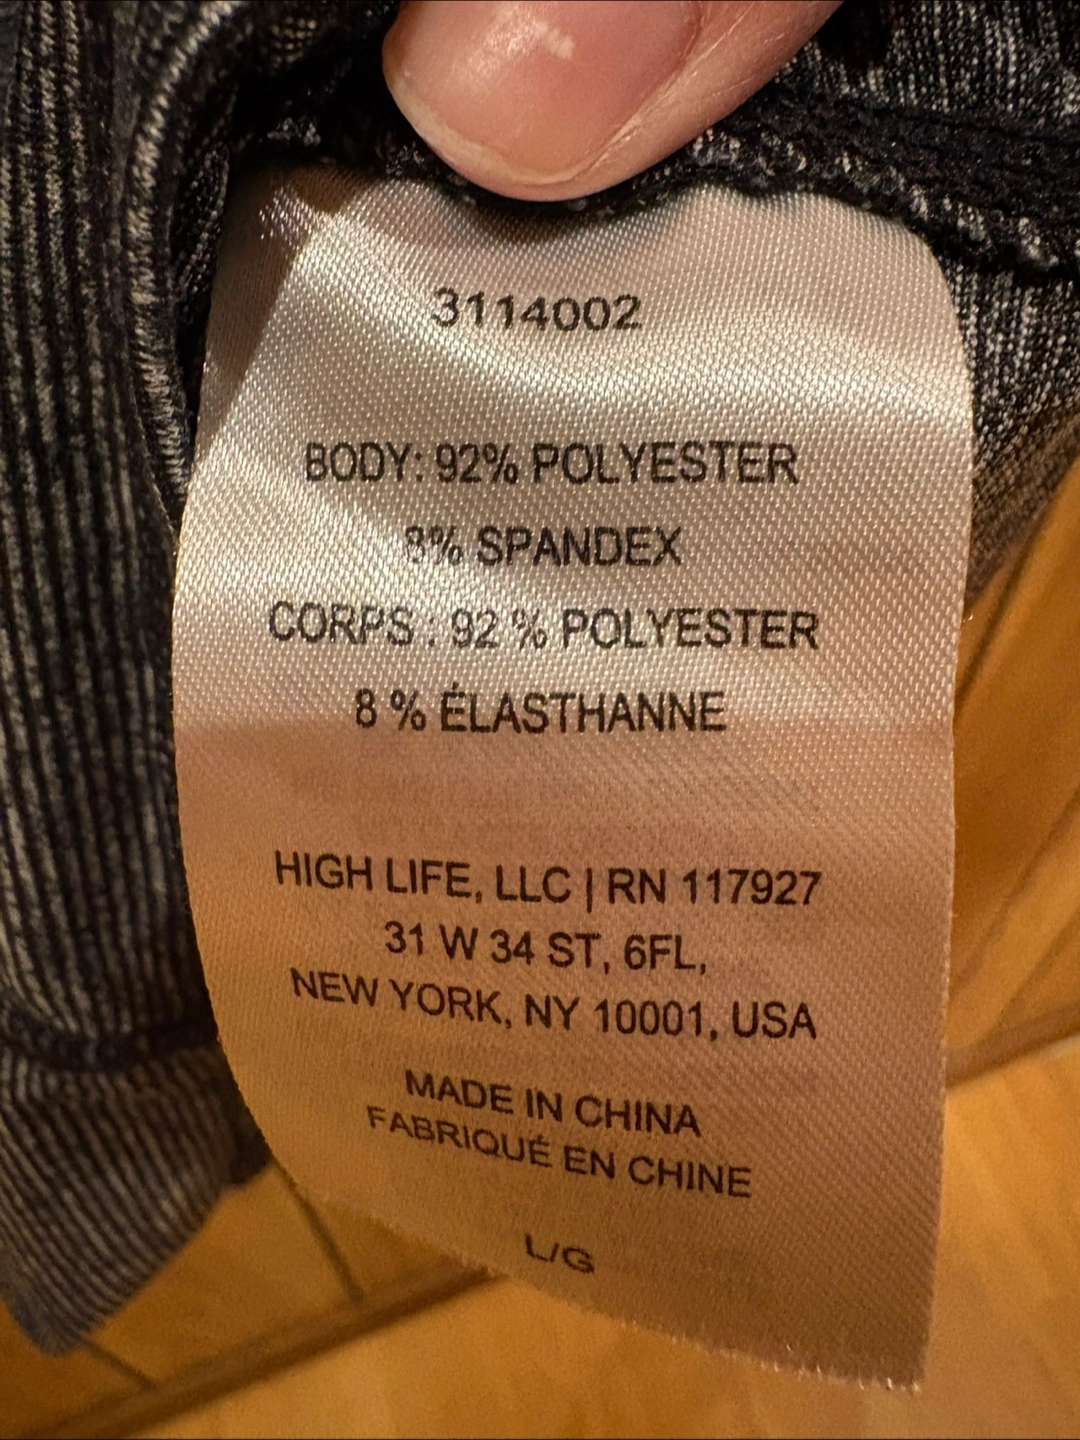 3114002
BODY: 92% POLYESTER
8% SPANDEX
CORPS : 92 % POLYESTER
8 % ÉLASTHANNE
HIGH LIFE, LLC | RN 117927
31 W 34 ST, 6FL,
NEW YORK, NY 10001, USA
MADE IN CHINA
FABRIQUÉ EN CHINE
L/G